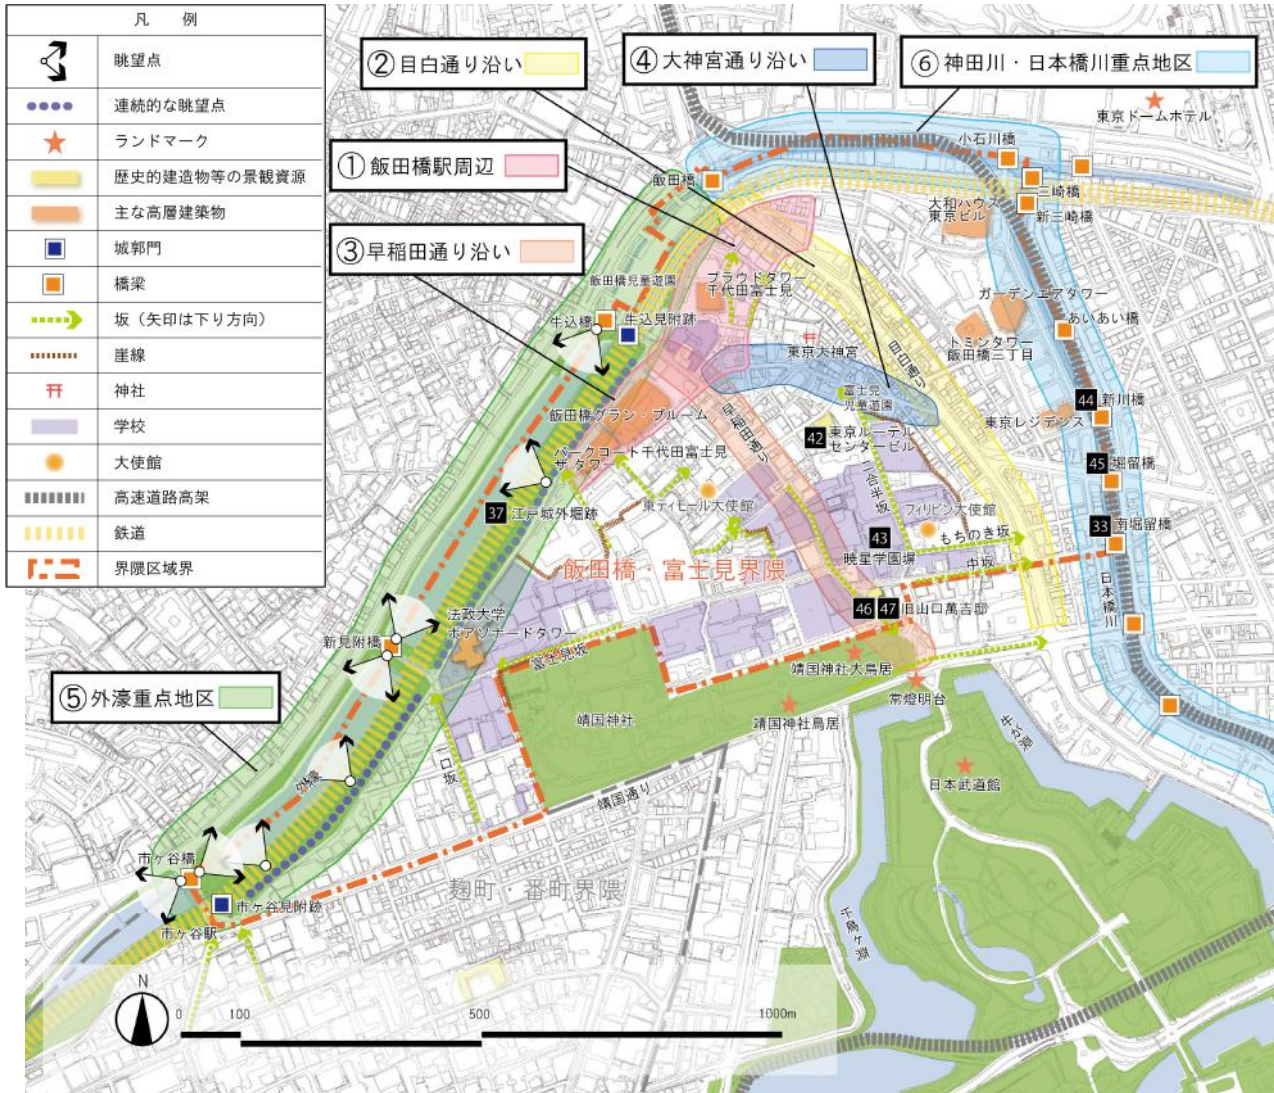 凡 例
眺望点
連続的な眺望点
ランドマーク
歴史的建造物等の景観資源
主な高層建築物
城郭門
橋梁
坂（矢印は下り方向）
崖線
神社
学校
大使館
高速道路高架
鉄道
界隈区域界
②目白通り沿い
④大神宮通り沿い
⑥神田川・日本橋川重点地区
①飯田橋駅周辺
③早稲田通り沿い
⑤外濠重点地区
東京ドームホテル
小石川橋
飯田橋
三崎橋
大和ハウス
東京ビル
新三崎橋
飯田橋児童遊園
プラウドタワー
千代田富士見
ガーデンエアタワー
あいあい橋
牛込橋
牛込見附跡
東京大神宮
目白通り
トミンタワー
飯田橋三丁目
富士見
児童遊園
44 新川橋
東京レジデンス
飯田橋グラン・ブルーム
早稲田通り
42 東京ルーテル
センタービル
パークコート千代田富士見
ザ タワー
45 堀留橋
二合半坂
37 江戸城外堀跡
東ティモール大使館
フィリピン大使館
33 南堀留橋
43
暁星学園塀
もちのき坂
中坂
飯田橋・富士見界隈
日本橋川
46 47 旧山口萬吉邸
法政大学
ボアソナードタワー
新見附橋
富士見坂
靖国神社大鳥居
常燈明台
靖国神社
靖国神社鳥居
牛が淵
一口坂
日本武道館
外濠
靖国通り
市ヶ谷橋
麹町・番町界隈
市ヶ谷見附跡
市ヶ谷駅
千鳥ヶ淵
N
0 100 500 1000m